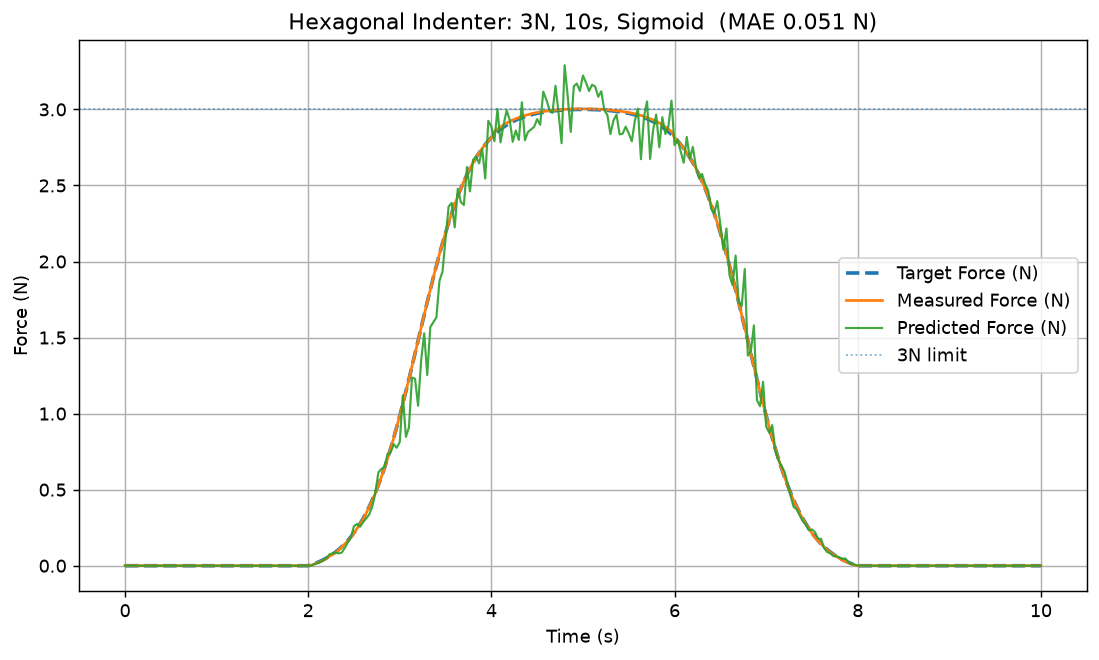 Hexagonal Indenter: 3N, 10s, Sigmoid  (MAE 0.051 N)
Force (N)
3.0
2.5
2.0
1.5
1.0
0.5
0.0
Target Force (N)
Measured Force (N)
Predicted Force (N)
3N limit
0 2 4 6 8 10
Time (s)